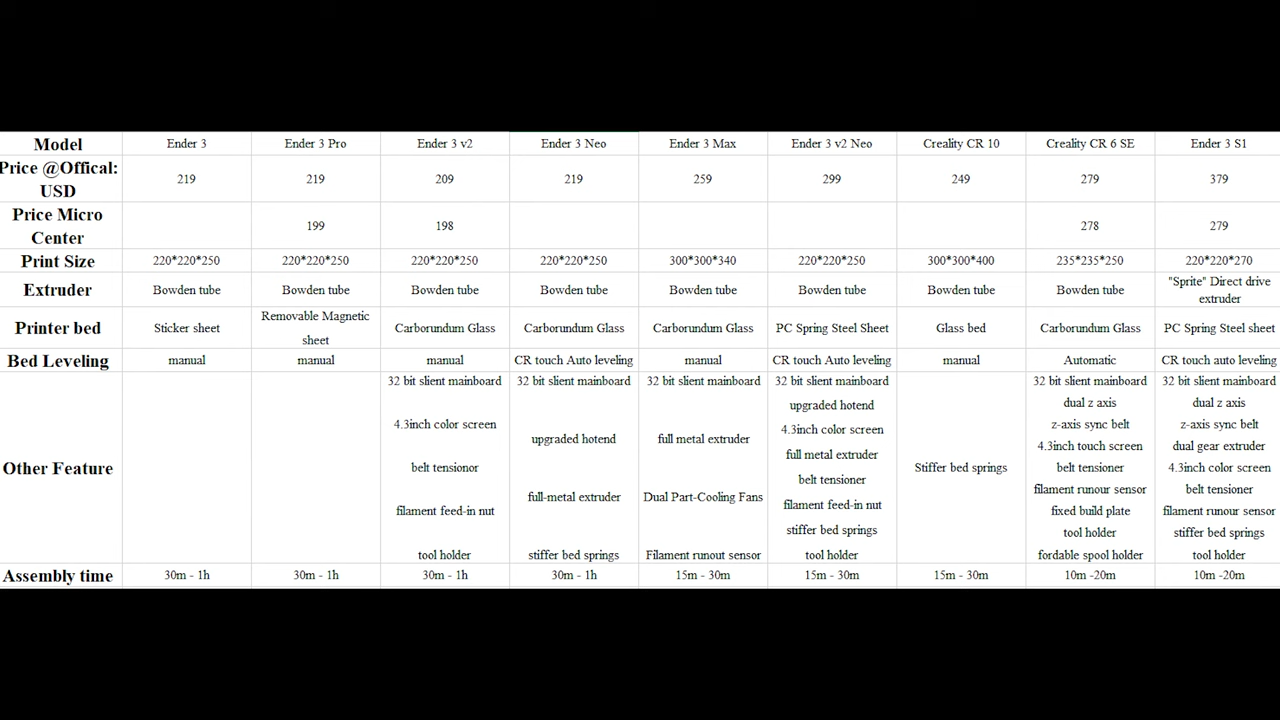 Model Ender 3 Ender 3 Pro Ender 3 v2 Ender 3 Neo Ender 3 Max Ender 3 v2 Neo Creality CR 10 Creality CR 6 SE Ender 3 S1
Price @Offical: USD 219 219 209 219 259 299 249 279 379
Price Micro Center 199 198 278 279
Print Size 220*220*250 220*220*250 220*220*250 220*220*250 300*300*340 220*220*250 300*300*400 235*235*250 220*220*270
Extruder Bowden tube Bowden tube Bowden tube Bowden tube Bowden tube Bowden tube Bowden tube Bowden tube "Sprite" Direct drive extruder
Printer bed Sticker sheet Removable Magnetic sheet Carborundum Glass Carborundum Glass Carborundum Glass PC Spring Steel Sheet Glass bed Carborundum Glass PC Spring Steel sheet
Bed Leveling manual manual manual CR touch Auto leveling manual CR touch Auto leveling manual Automatic CR touch auto leveling
Other Feature
32 bit slient mainboard
4.3inch color screen
belt tensionor
filament feed-in nut
tool holder
32 bit slient mainboard
upgraded hotend
full-metal extruder
stiffer bed springs
32 bit slient mainboard
full metal extruder
Dual Part-Cooling Fans
Filament runout sensor
32 bit slient mainboard
upgraded hotend
4.3inch color screen
full metal extruder
belt tensioner
filament feed-in nut
stiffer bed springs
tool holder
Stiffer bed springs
32 bit slient mainboard
dual z axis
z-axis sync belt
4.3inch touch screen
belt tensioner
filament runour sensor
fixed build plate
tool holder
fordable spool holder
32 bit slient mainboard
dual z axis
z-axis sync belt
dual gear extruder
4.3inch color screen
belt tensioner
filament runour sensor
stiffer bed springs
tool holder
Assembly time 30m - 1h 30m - 1h 30m - 1h 30m - 1h 15m - 30m 15m - 30m 15m - 30m 10m -20m 10m -20m